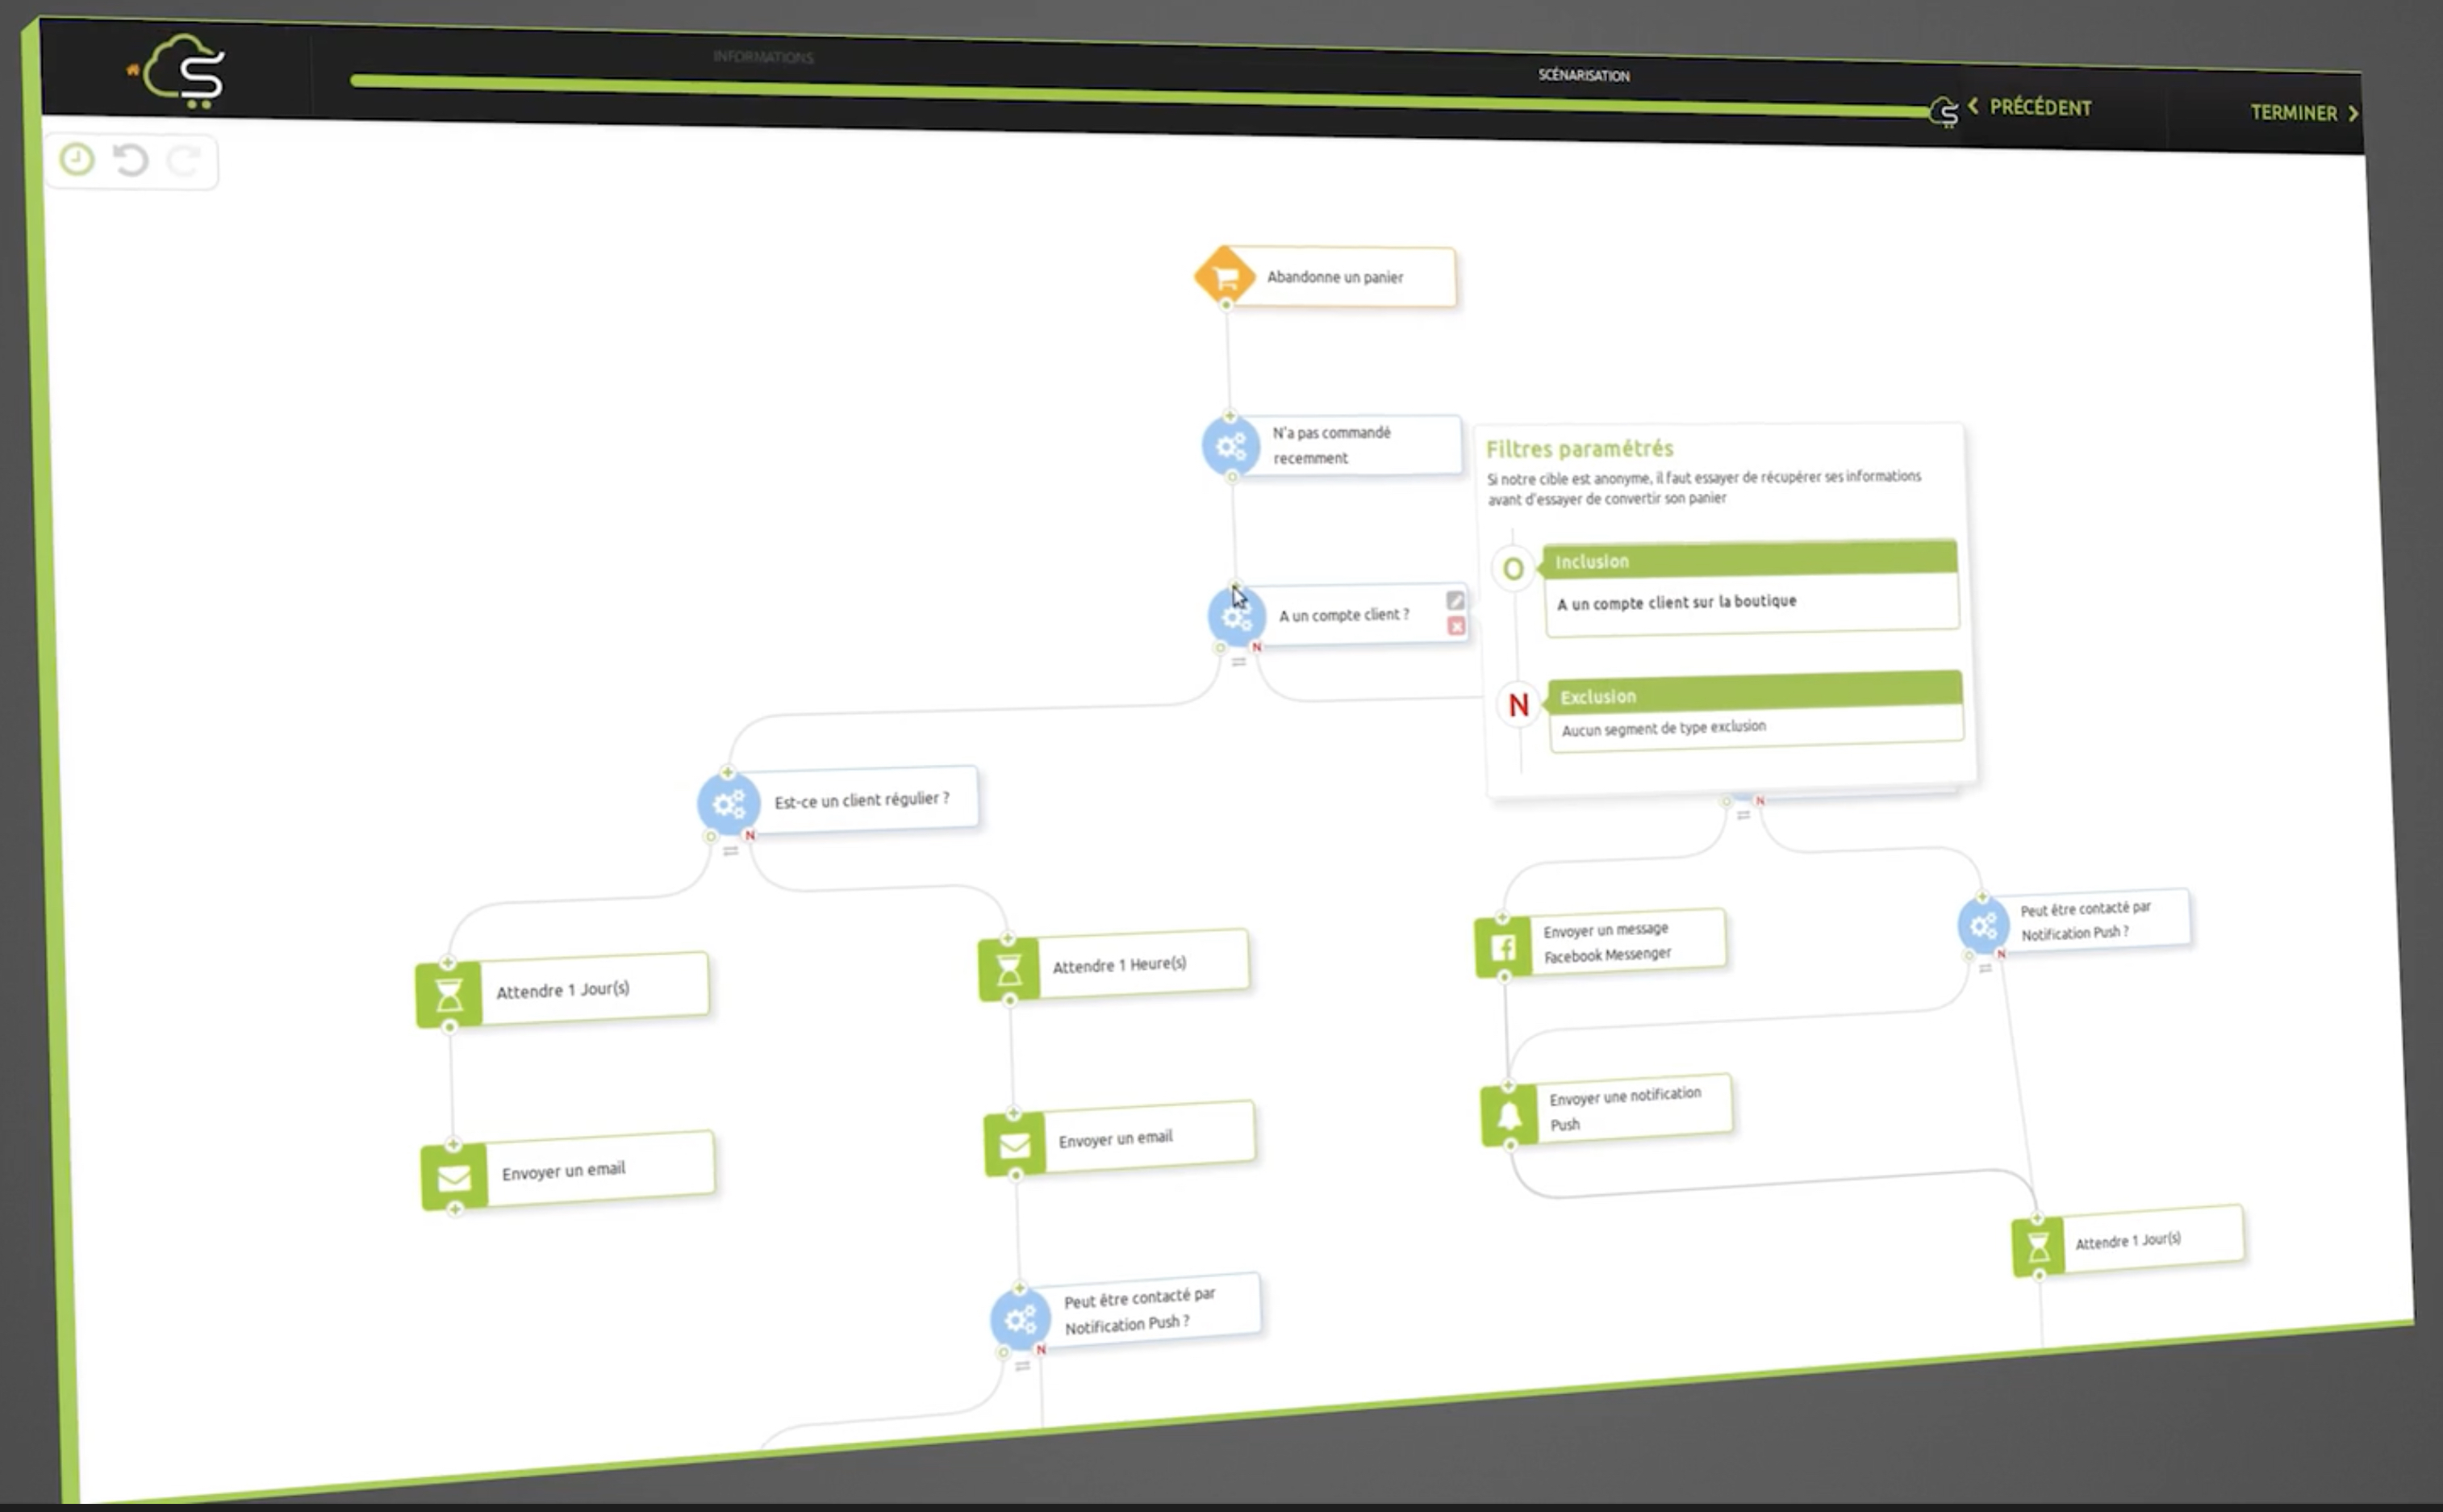 INFORMATIONS
SCÉNARISATION
PRÉCÉDENT
TERMINER
Abandonne un panier
N'a pas commandé
recemment
Filtres paramétrés
Si notre cible est anonyme, il faut essayer de récupérer ses informations
avant d'essayer de convertir son panier
O
Inclusion
A un compte client sur la boutique
A un compte client ?
O
N
N
Exclusion
Aucun segment de type exclusion
Est-ce un client régulier ?
O
N
O
N
Envoyer un message
Facebook Messenger
Peut être contacté par
Notification Push ?
O
N
Attendre 1 Jour(s)
Attendre 1 Heure(s)
Envoyer une notification
Push
Envoyer un email
Envoyer un email
Attendre 1 Jour(s)
Peut être contacté par
Notification Push ?
O
N